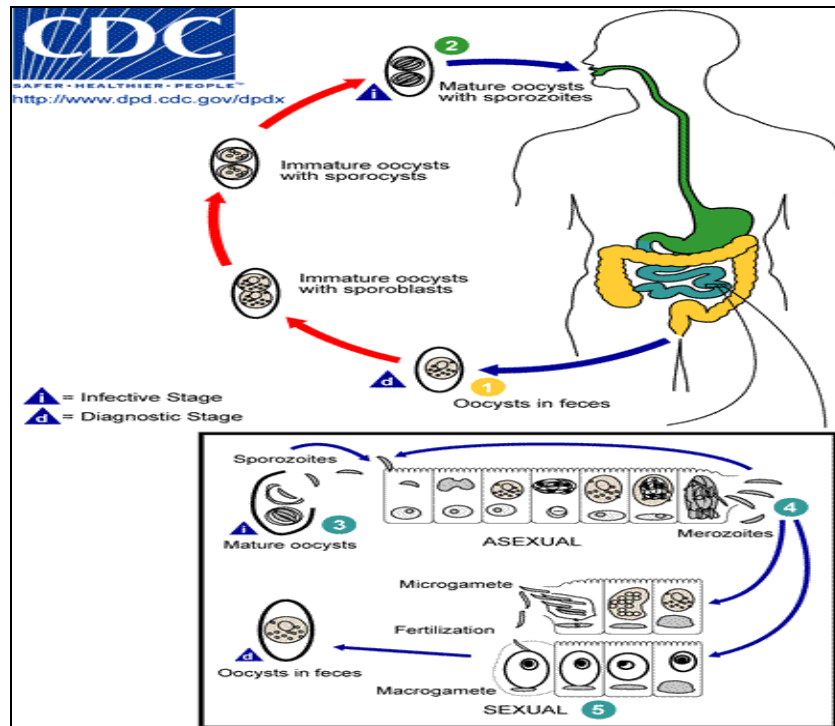 CDC
SAFER • HEALTHIER • PEOPLE™
http://www.dpd.cdc.gov/dpdx
2
i
Mature oocysts
with sporozoites
Immature oocysts
with sporocysts
Immature oocysts
with sporoblasts
d
1
Oocysts in feces
i = Infective Stage
d = Diagnostic Stage
Sporozoites
i
3
Mature oocysts
ASEXUAL
Merozoites
4
Microgamete
Fertilization
d
Oocysts in feces
Macrogamete
SEXUAL 5